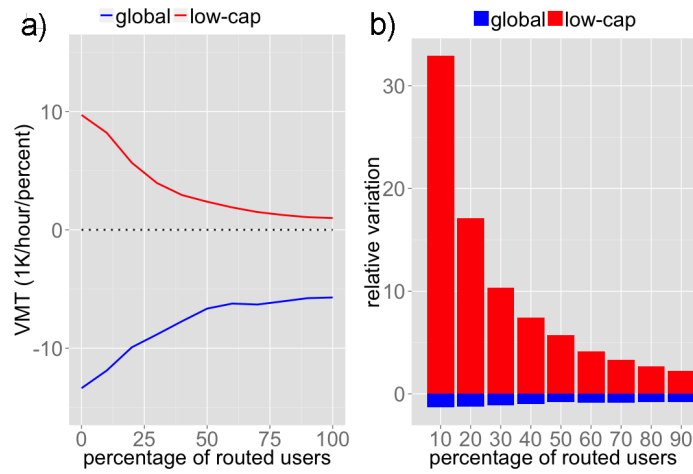 a)
global low-cap
VMT (1K/hour/percent)
10
0
-10
0 25 50 75 100
percentage of routed users
b)
global low-cap
relative variation
30
20
10
0
10 20 30 40 50 60 70 80 90
percentage of routed users